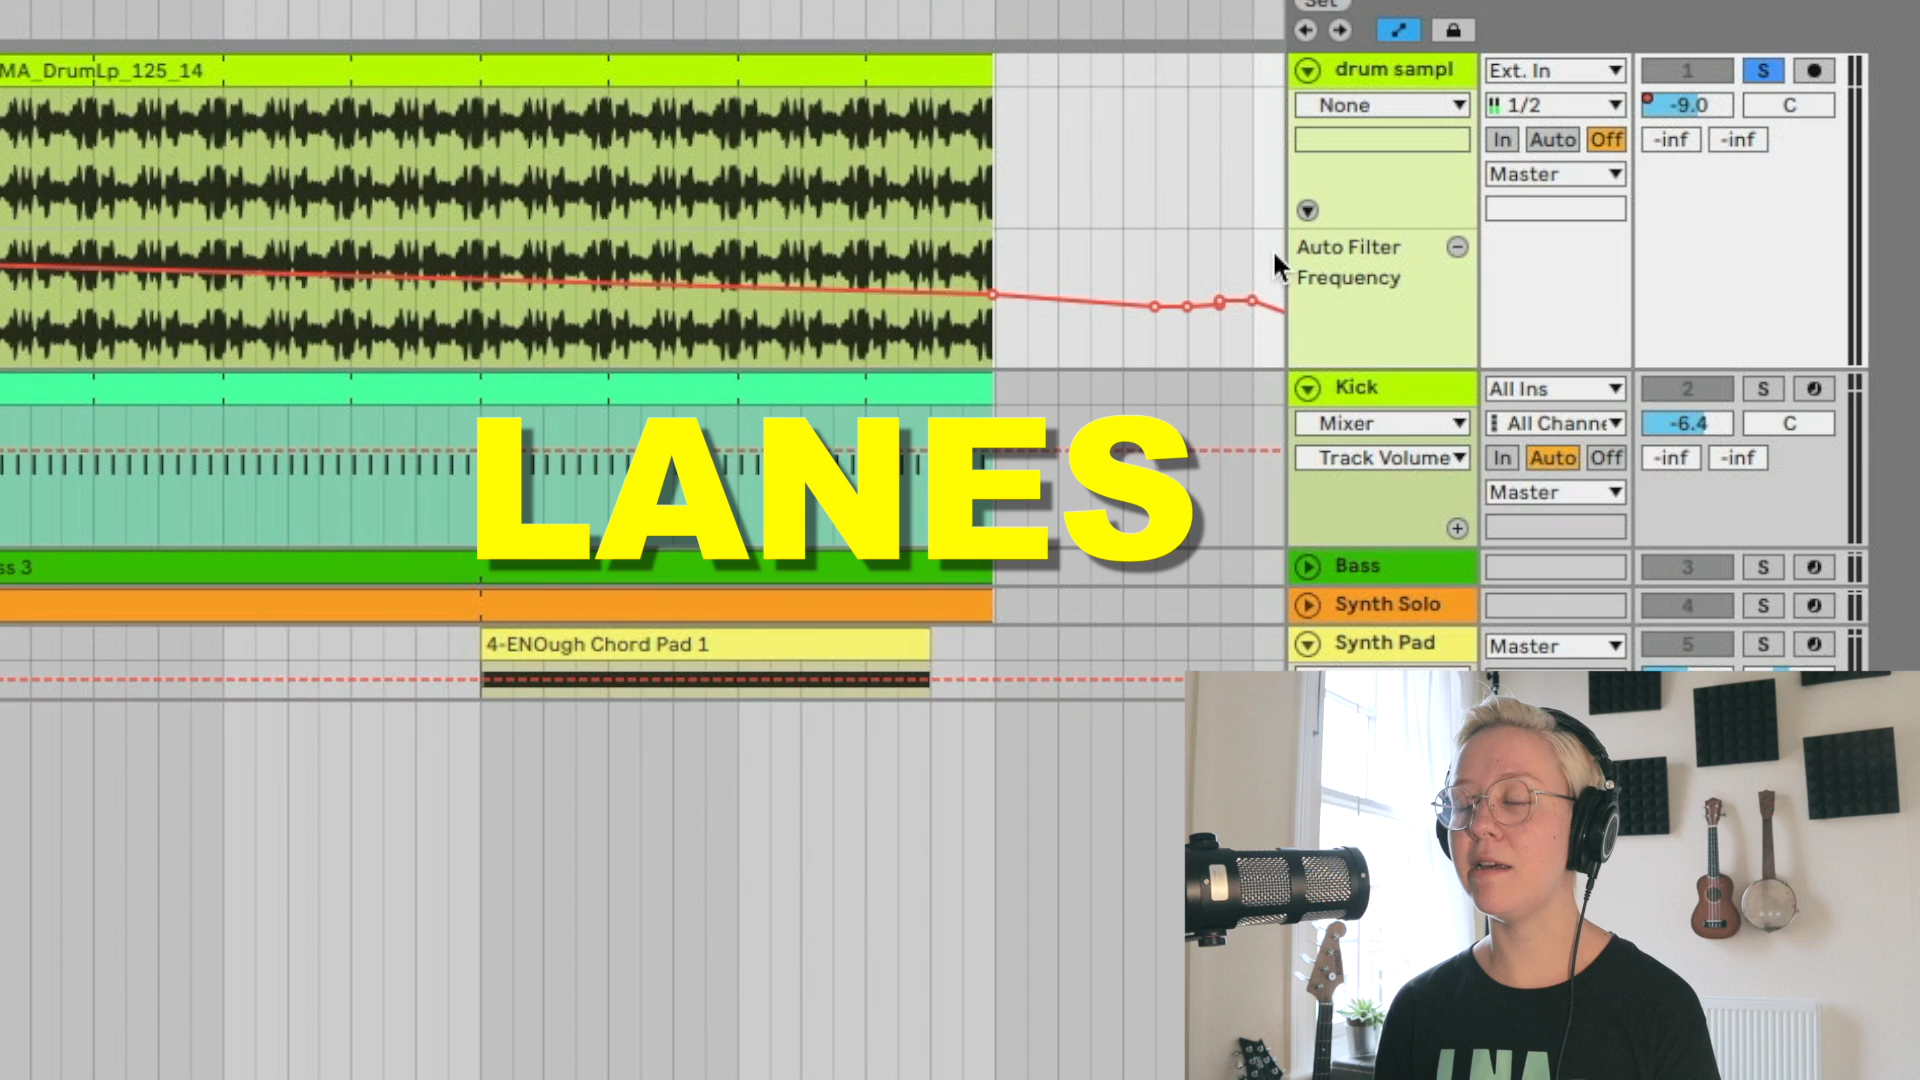 Set
MA_DrumLp_125_14
drum sampl
Ext. In
1
S
None
1/2
-9.0
C
In
Auto
Off
-inf
-inf
Master
Auto Filter
Frequency
Kick
All Ins
2
S
Mixer
All Channe
-6.4
C
Track Volume
In
Auto
Off
-inf
-inf
Master
LANES
ss 3
Bass
3
S
Synth Solo
4
S
4-ENOugh Chord Pad 1
Synth Pad
Master
5
S